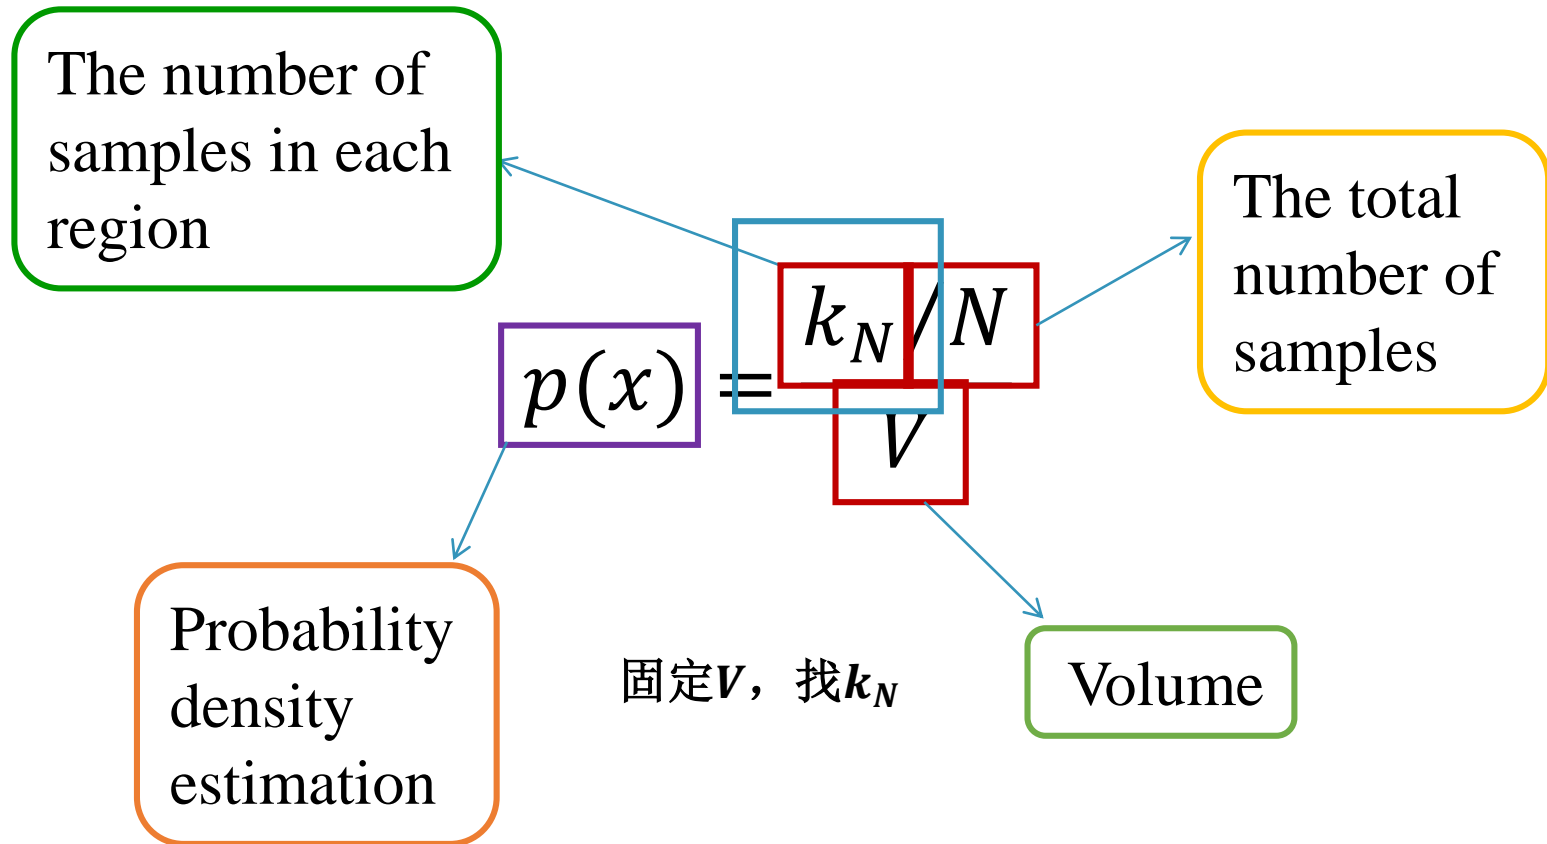 The number of
samples in each
region
The total
number of
samples
p(x) = k_N/N
V
Probability
density
estimation
固定V，找k_N
Volume